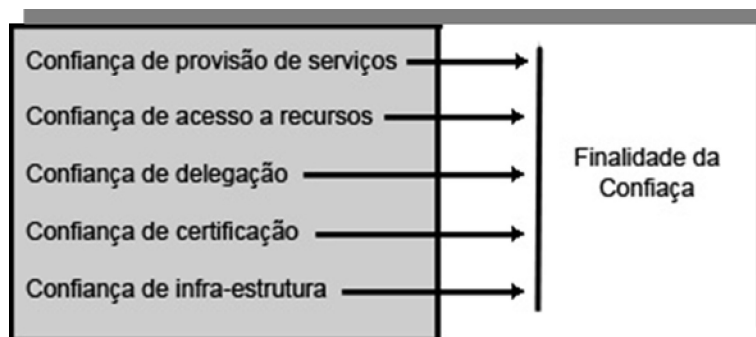 Confiança de provisão de serviços
Confiança de acesso a recursos
Confiança de delegação
Confiança de certificação
Confiança de infra-estrutura
Finalidade da
Confiaça